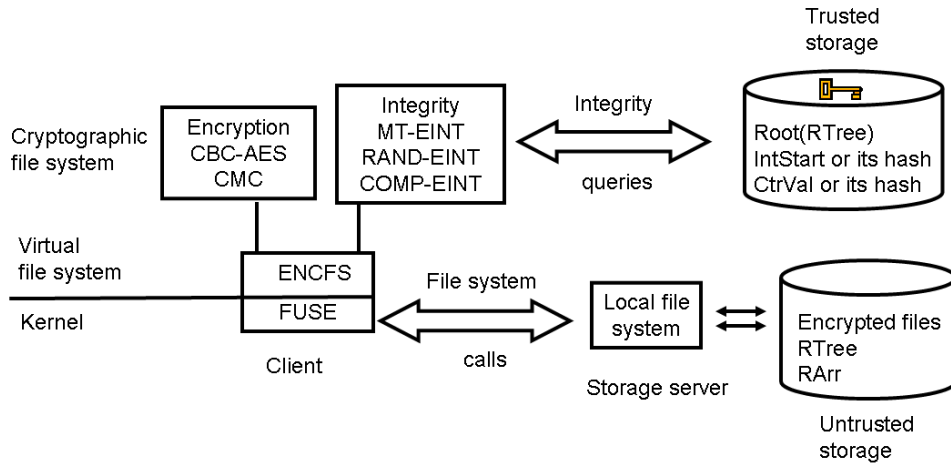 Trusted
storage
Cryptographic
file system
Encryption
CBC-AES
CMC
Integrity
MT-EINT
RAND-EINT
COMP-EINT
Integrity
queries
Root(RTree)
IntStart or its hash
CtrVal or its hash
Virtual
file system
Kernel
ENCFS
FUSE
Client
File system
calls
Local file
system
Storage server
Encrypted files
RTree
RArr
Untrusted
storage